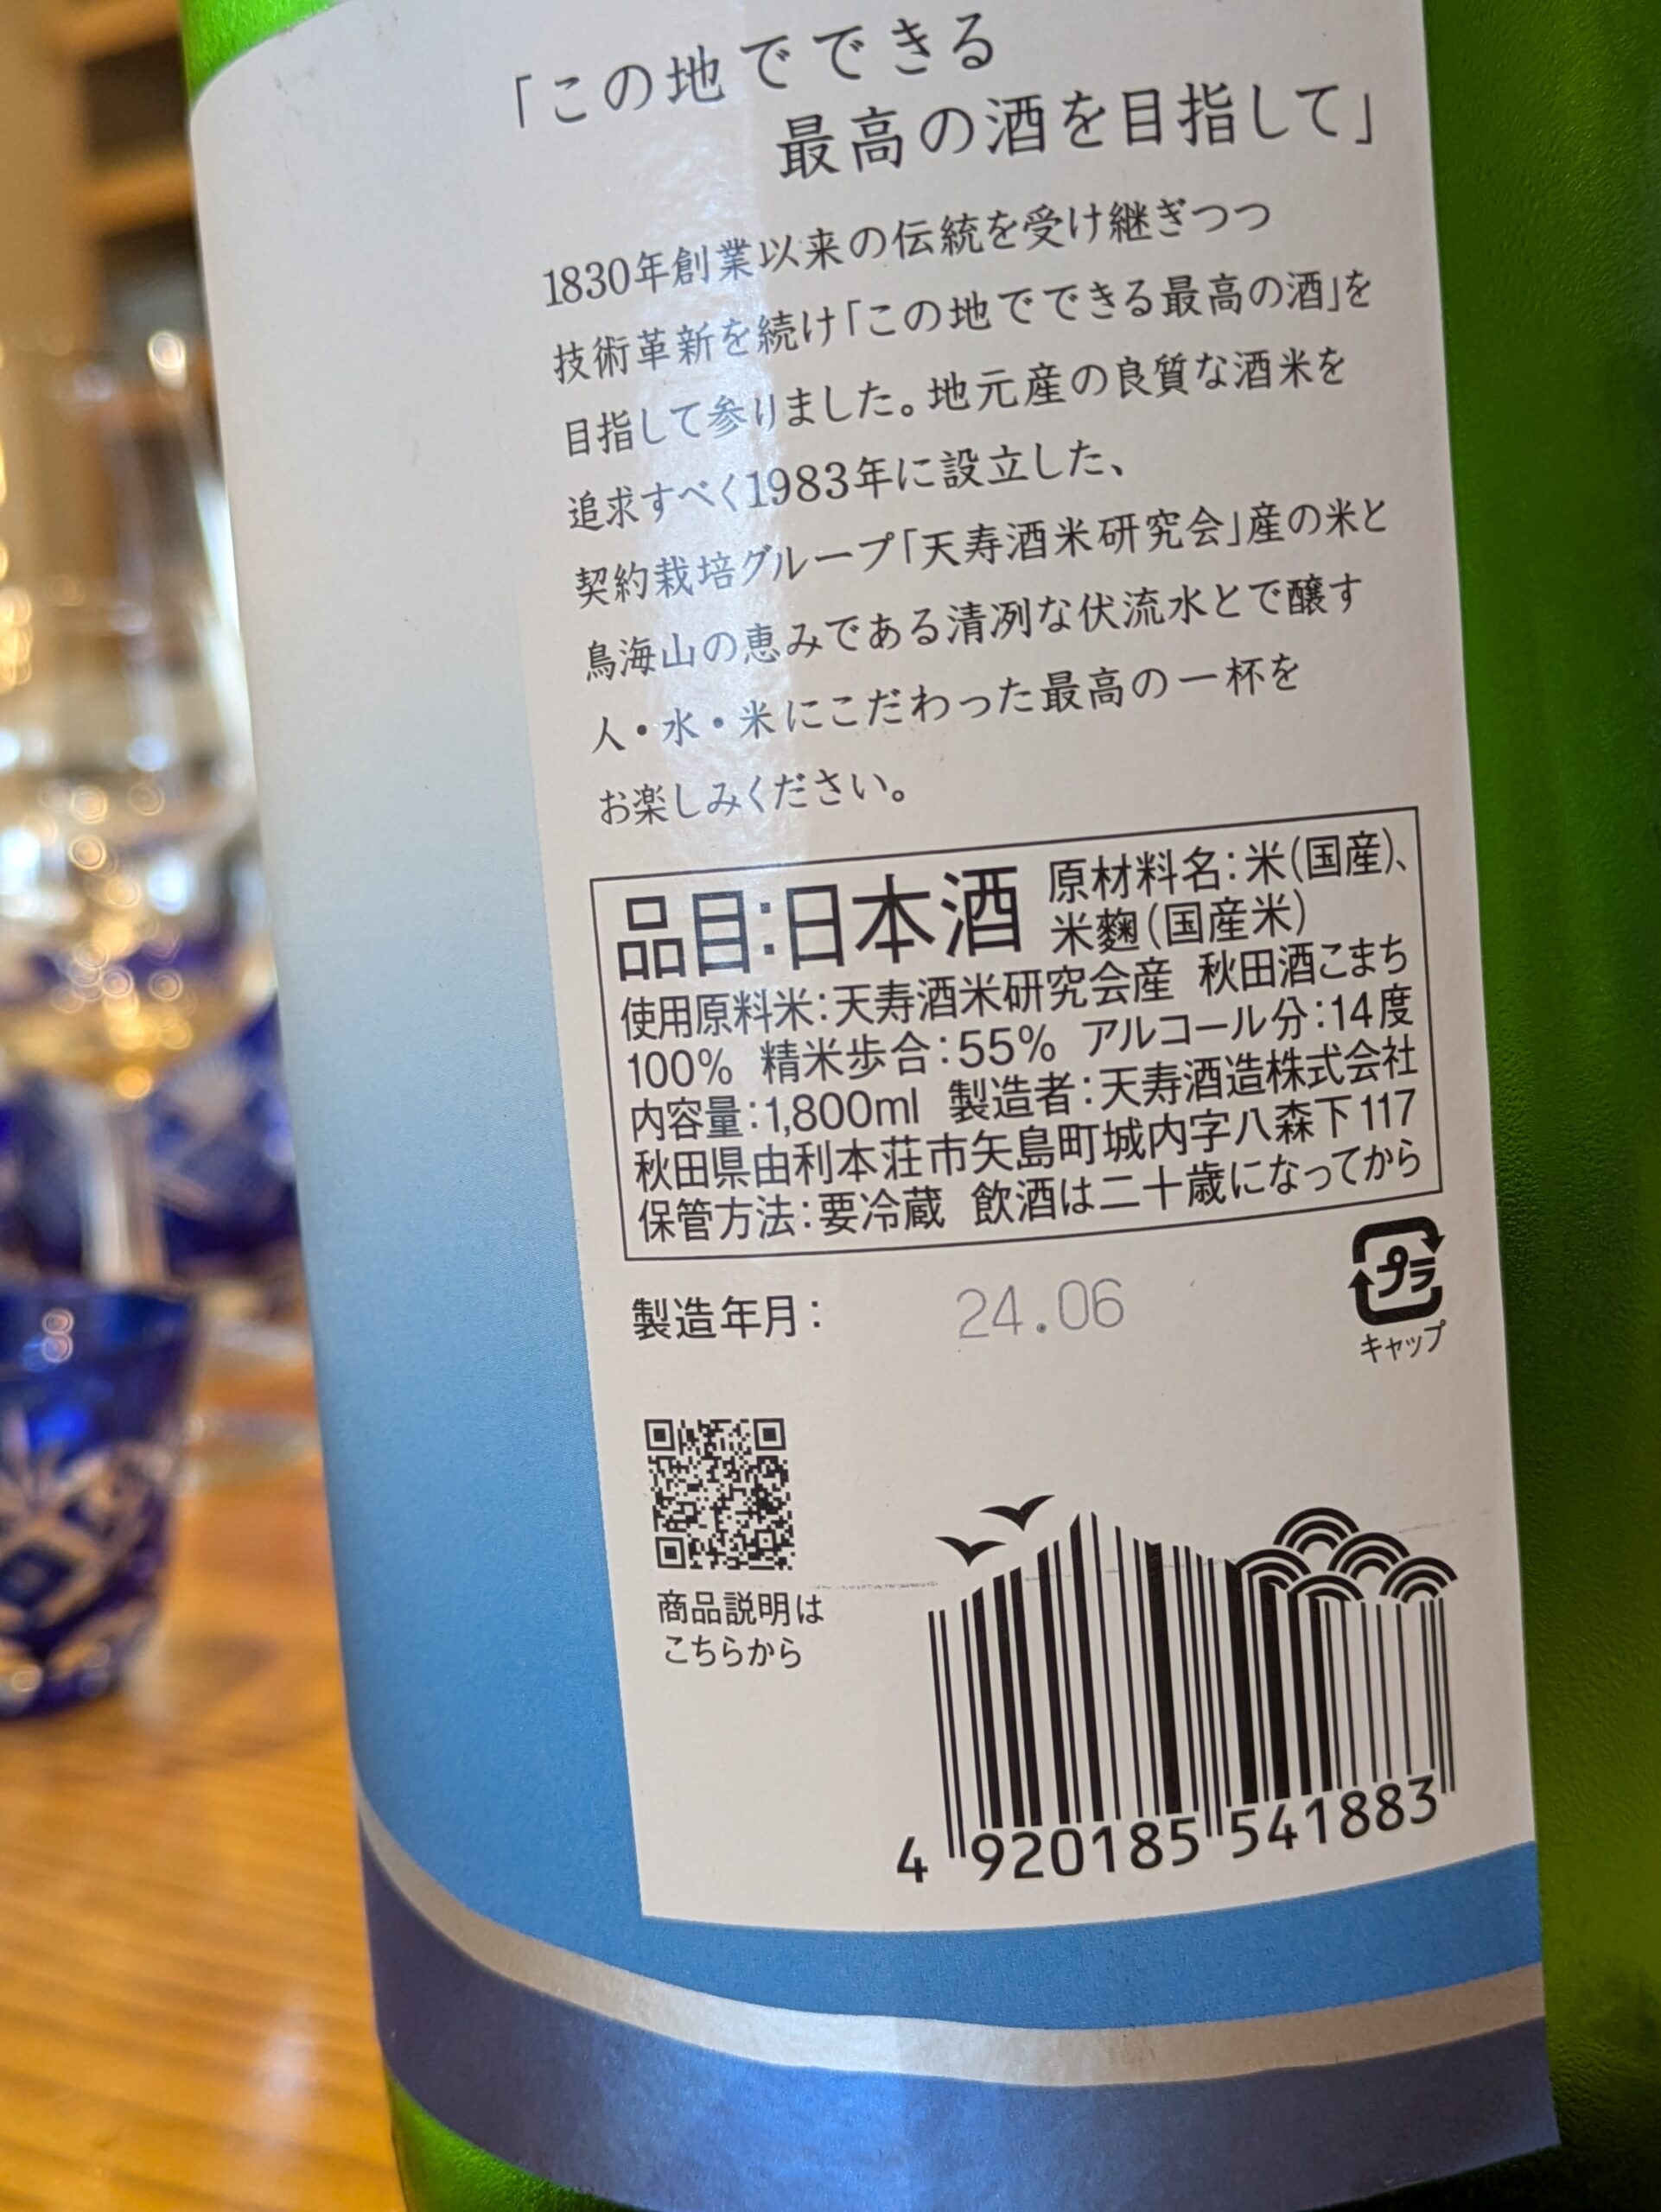 「この地でできる
最高の酒を目指して」
1830年創業以来の伝統を受け継ぎつつ
技術革新を続け「この地でできる最高の酒」を
目指して参りました。地元産の良質な酒米を
追求すべく1983年に設立した、
契約栽培グループ「天寿酒米研究会」産の米と
鳥海山の恵みである清冽な伏流水とで醸す
人・水・米にこだわった最高の一杯を
お楽しみください。
品目:日本酒 原材料名:米(国産)、
米麴(国産米)
使用原料米:天寿酒米研究会産 秋田酒こまち
100% 精米歩合:55% アルコール分:14度
内容量:1,800ml 製造者:天寿酒造株式会社
秋田県由利本荘市矢島町城内字八森下117
保管方法:要冷蔵 飲酒は二十歳になってから
製造年月: 24.06
プラ
キャップ
商品説明は
こちらから
4 920185 541883